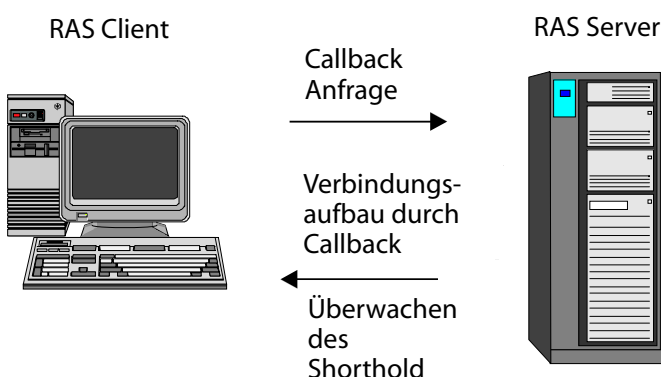 RAS Client
RAS Server
Callback
Anfrage
Verbindungs-
aufbau durch
Callback
Überwachen
des
Shorthold